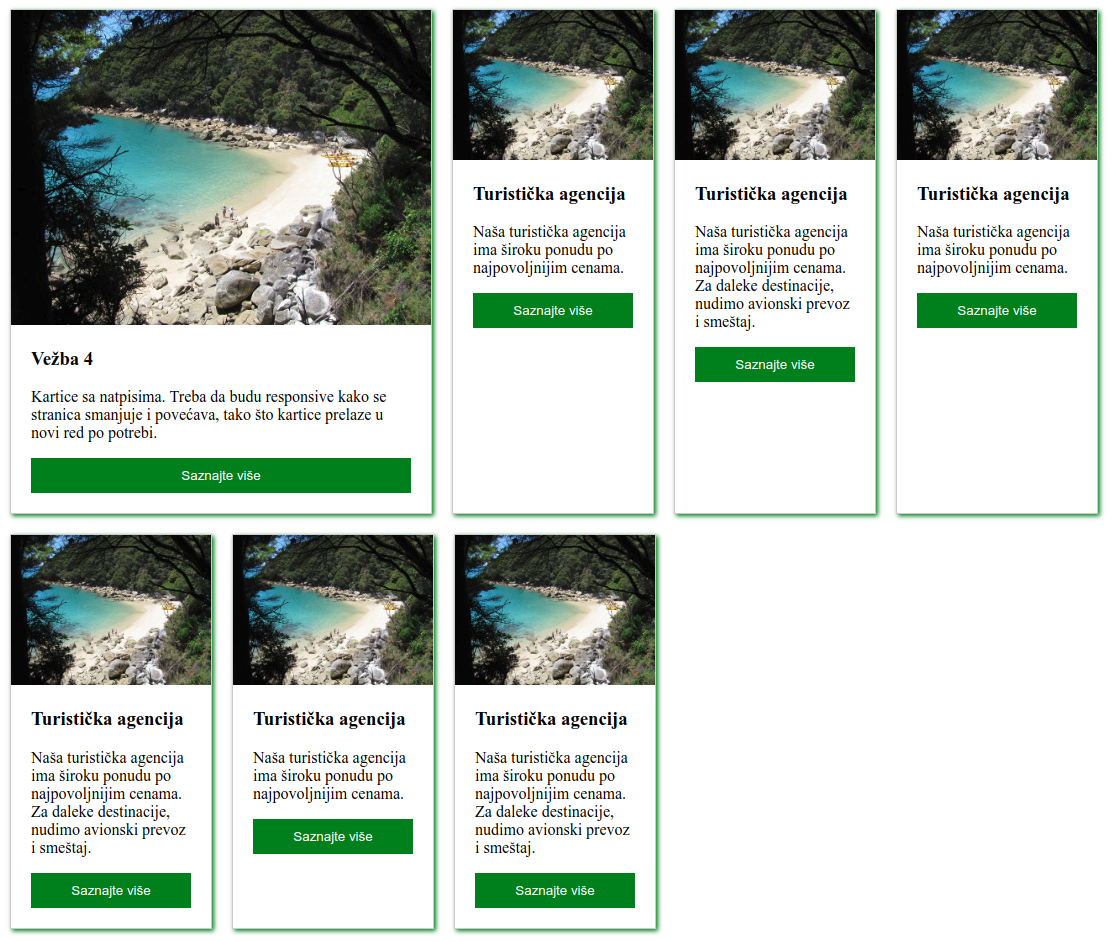 Vežba 4
Kartice sa natpisima. Treba da budu responsive kako se
stranica smanjuje i povećava, tako što kartice prelaze u
novi red po potrebi.
Saznajte više
Turistička agencija
Naša turistička agencija
ima široku ponudu po
najpovoljnijim cenama.
Saznajte više
Turistička agencija
Naša turistička agencija
ima široku ponudu po
najpovoljnijim cenama.
Za daleke destinacije,
nudimo avionski prevoz
i smeštaj.
Saznajte više
Turistička agencija
Naša turistička agencija
ima široku ponudu po
najpovoljnijim cenama.
Saznajte više
Turistička agencija
Naša turistička agencija
ima široku ponudu po
najpovoljnijim cenama.
Za daleke destinacije,
nudimo avionski prevoz
i smeštaj.
Saznajte više
Turistička agencija
Naša turistička agencija
ima široku ponudu po
najpovoljnijim cenama.
Saznajte više
Turistička agencija
Naša turistička agencija
ima široku ponudu po
najpovoljnijim cenama.
Za daleke destinacije,
nudimo avionski prevoz
i smeštaj.
Saznajte više